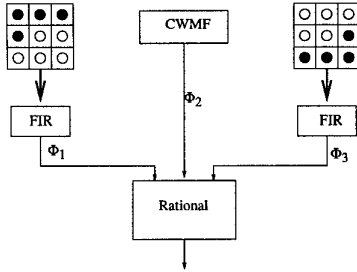 CWMF
Φ2
FIR
FIR
Φ1
Φ3
Rational